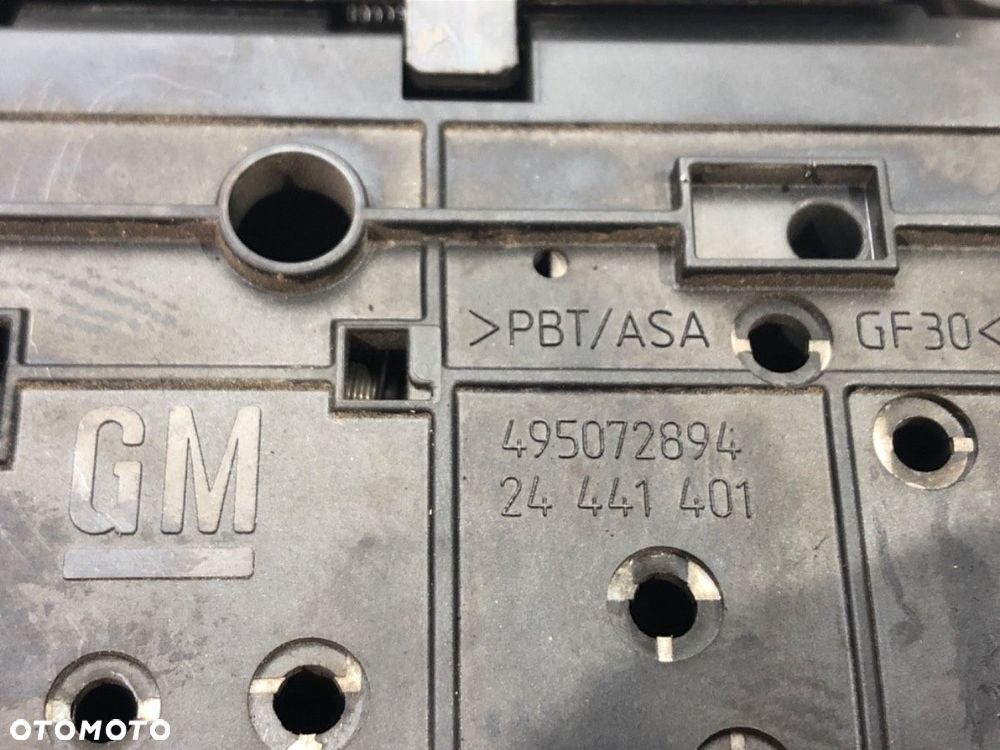 >PBT/ASA GF30<
GM
495072894
24 441 401
OTOMOTO